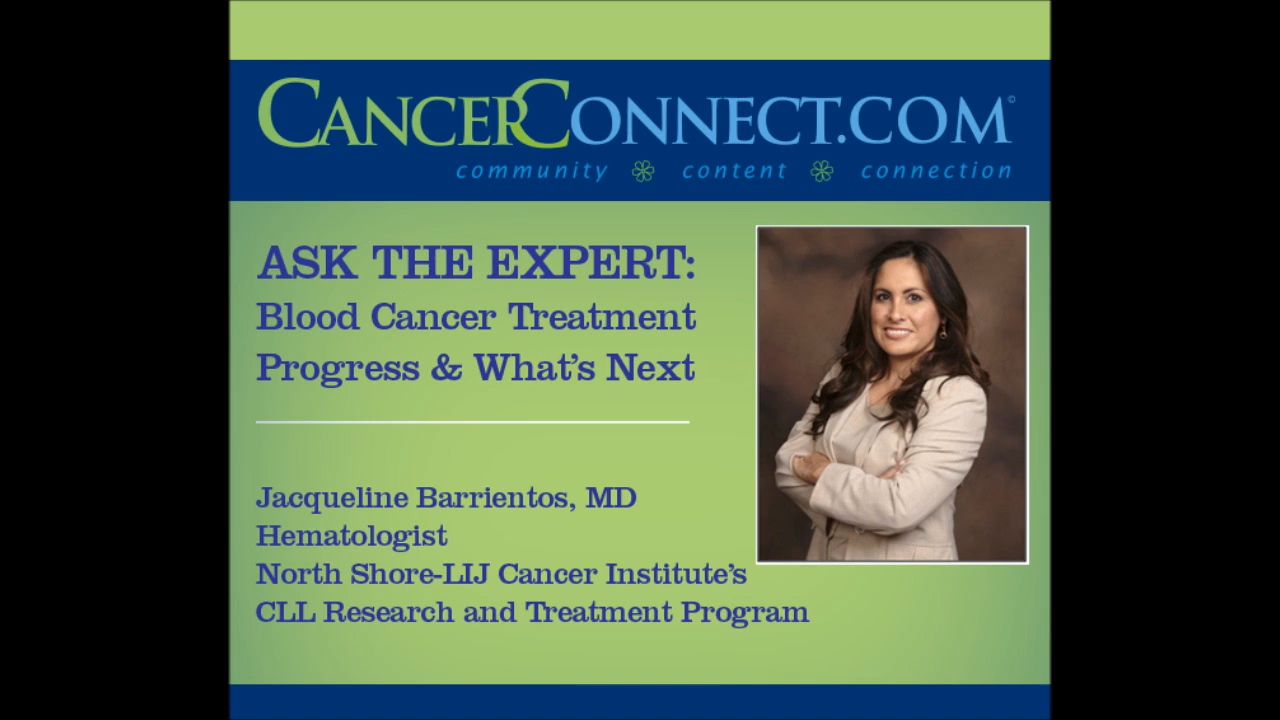 CANCERCONNECT.COM©
community content connection
ASK THE EXPERT:
Blood Cancer Treatment
Progress & What's Next
Jacqueline Barrientos, MD
Hematologist
North Shore-LIJ Cancer Institute's
CLL Research and Treatment Program